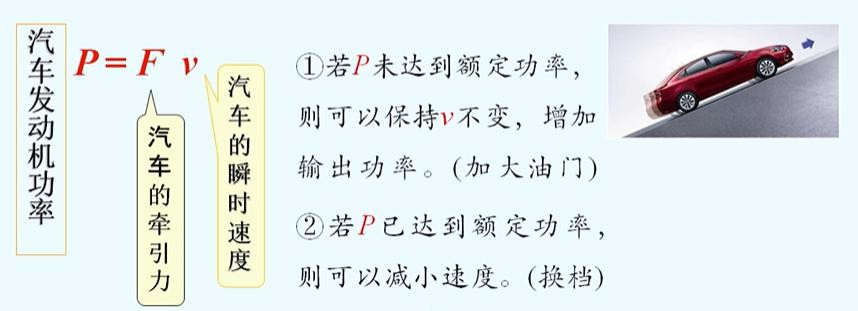 汽车发动机功率
P=F v
汽车的牵引力
汽车的瞬时速度
①若P未达到额定功率，
则可以保持v不变，增加
输出功率。(加大油门)
②若P已达到额定功率，
则可以减小速度。(换档)